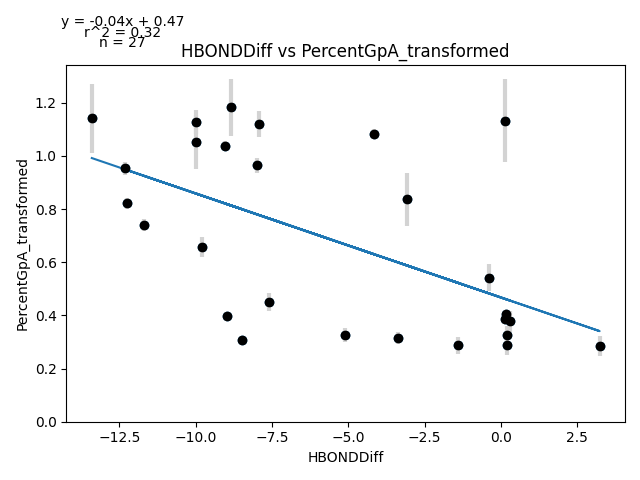 y = -0.04x + 0.47
r^2 = 0.32
n = 27
HBONDDiff vs PercentGpA_transformed
1.2
1.0
0.8
0.6
0.4
0.2
0.0
PercentGpA_transformed
−12.5 −10.0 −7.5 −5.0 −2.5 0.0 2.5
HBONDDiff